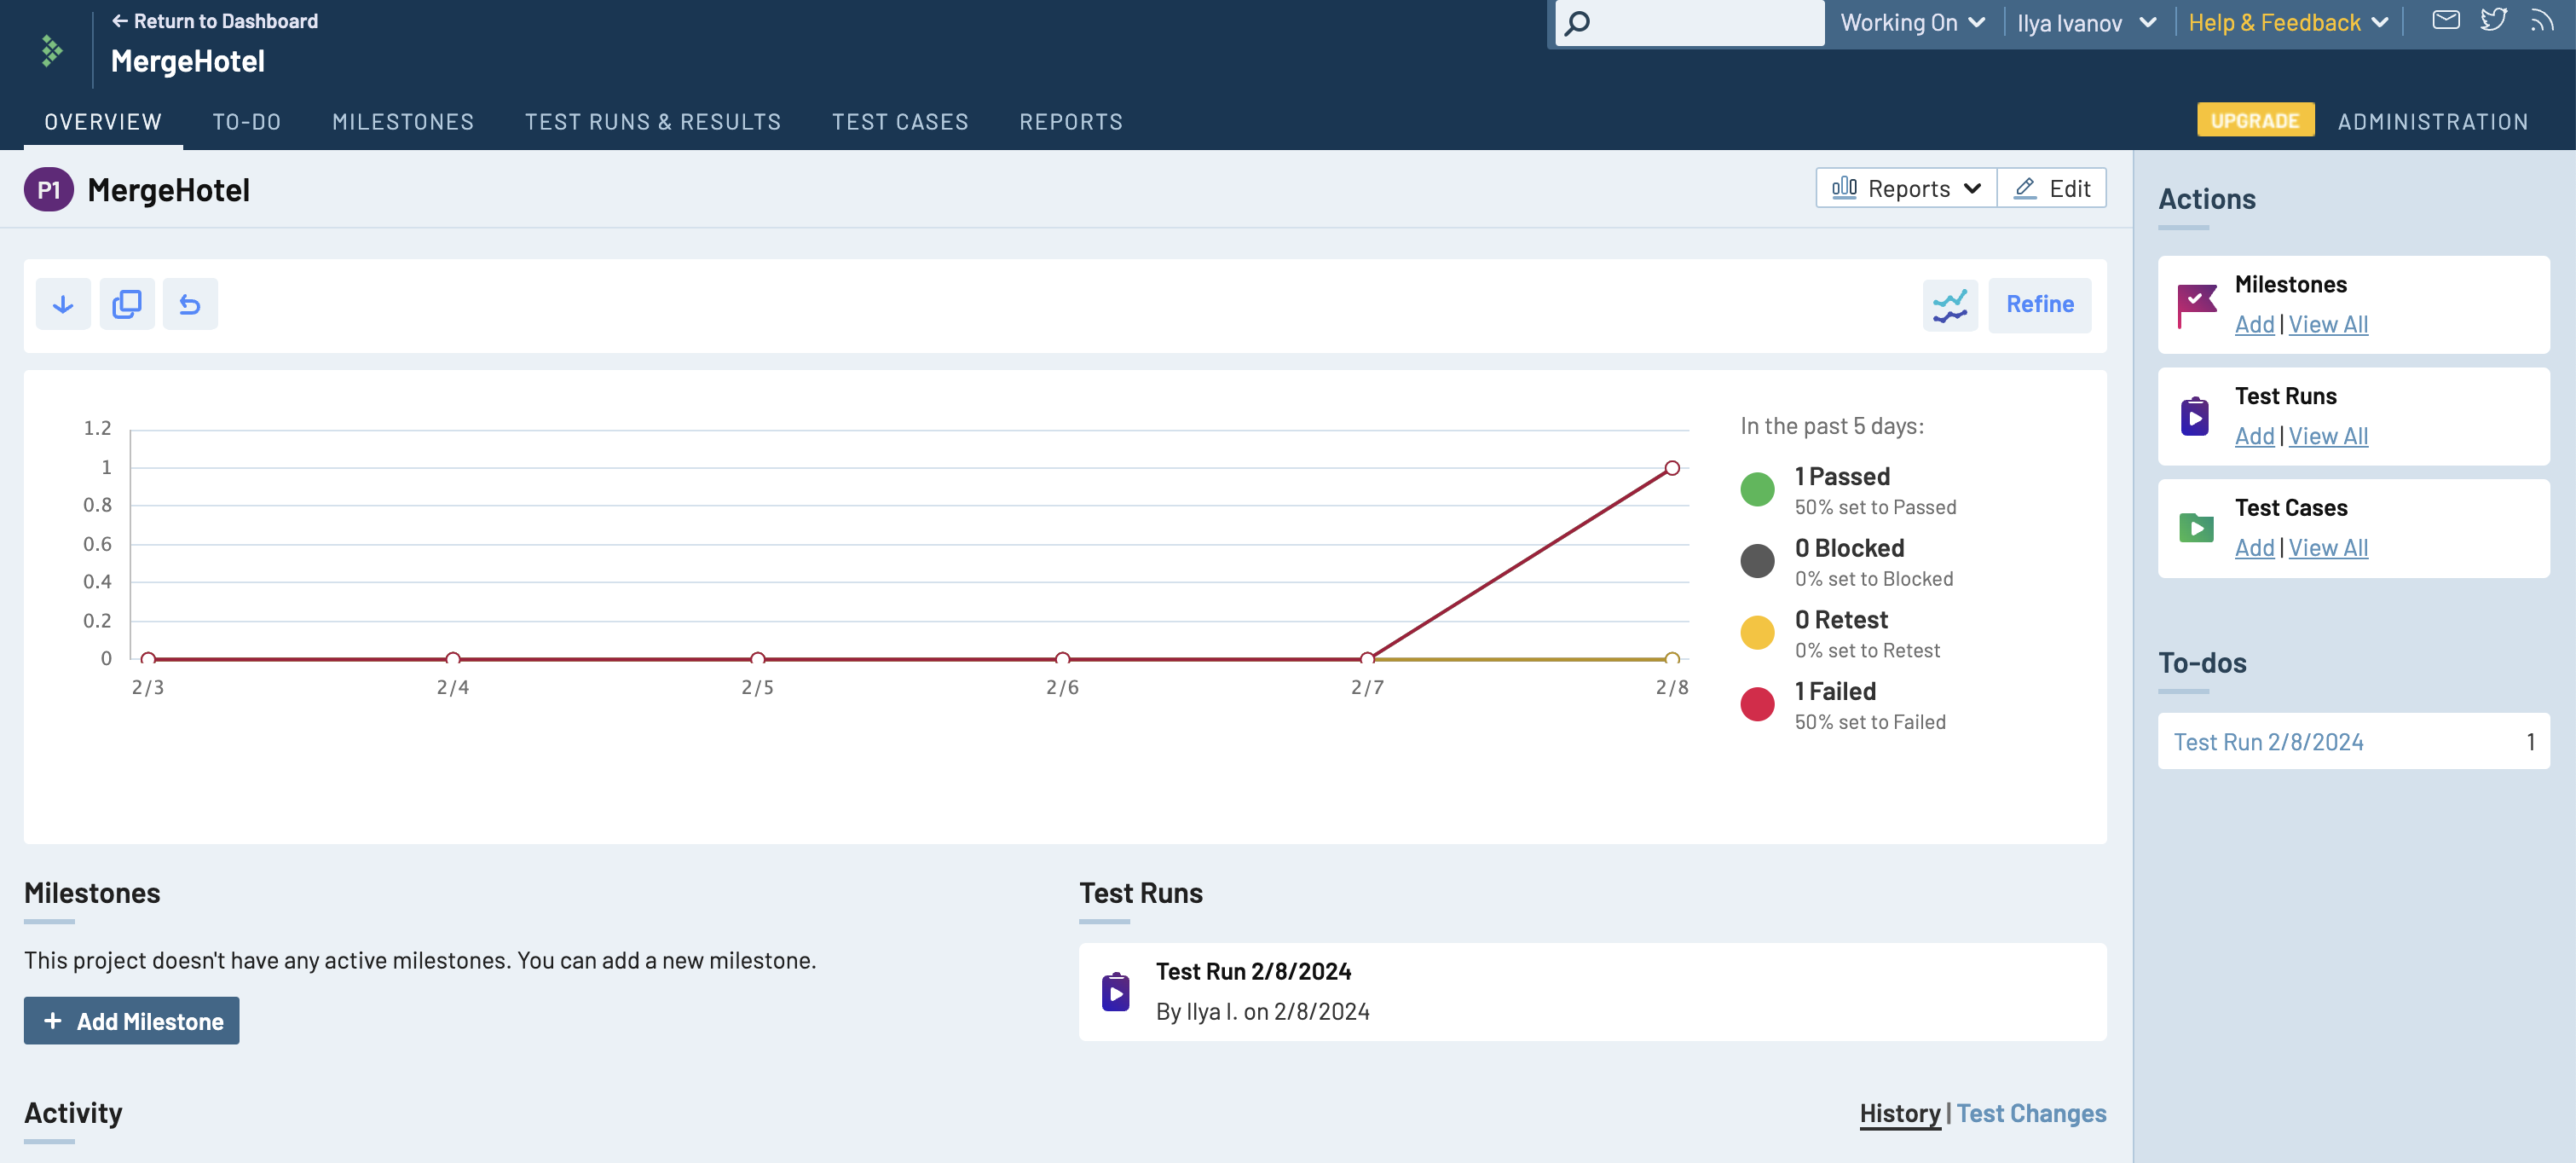 ← Return to Dashboard
MergeHotel
Working On
Ilya Ivanov
Help & Feedback
OVERVIEW
TO-DO
MILESTONES
TEST RUNS & RESULTS
TEST CASES
REPORTS
UPGRADE
ADMINISTRATION
P1 MergeHotel
Reports
Edit
Refine
1.2
1
0.8
0.6
0.4
0.2
0
2/3
2/4
2/5
2/6
2/7
2/8
In the past 5 days:
1 Passed
50% set to Passed
0 Blocked
0% set to Blocked
0 Retest
0% set to Retest
1 Failed
50% set to Failed
Milestones
This project doesn't have any active milestones. You can add a new milestone.
+ Add Milestone
Test Runs
Test Run 2/8/2024
By Ilya I. on 2/8/2024
Activity
History | Test Changes
Actions
Milestones
Add | View All
Test Runs
Add | View All
Test Cases
Add | View All
To-dos
Test Run 2/8/2024 1